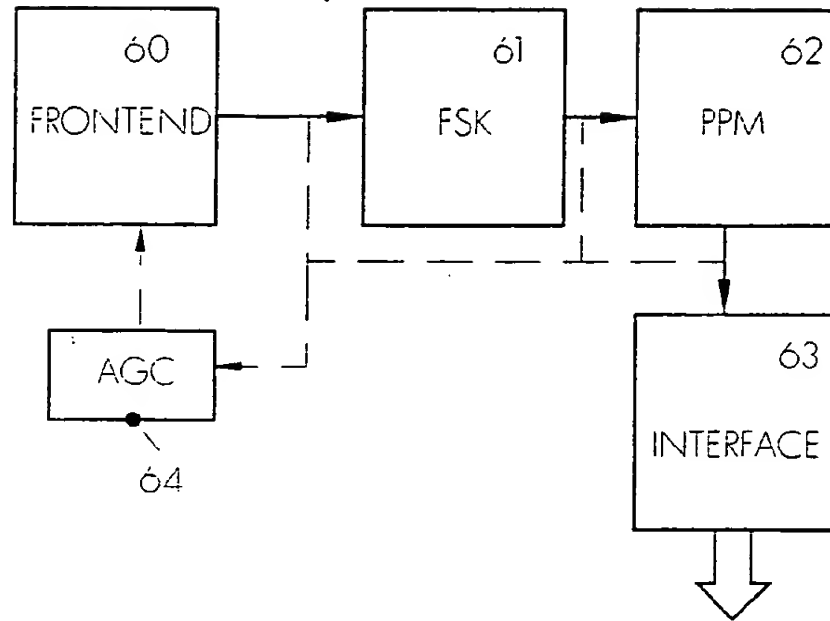 60
FRONTEND
61
FSK
62
PPM
AGC
64
63
INTERFACE